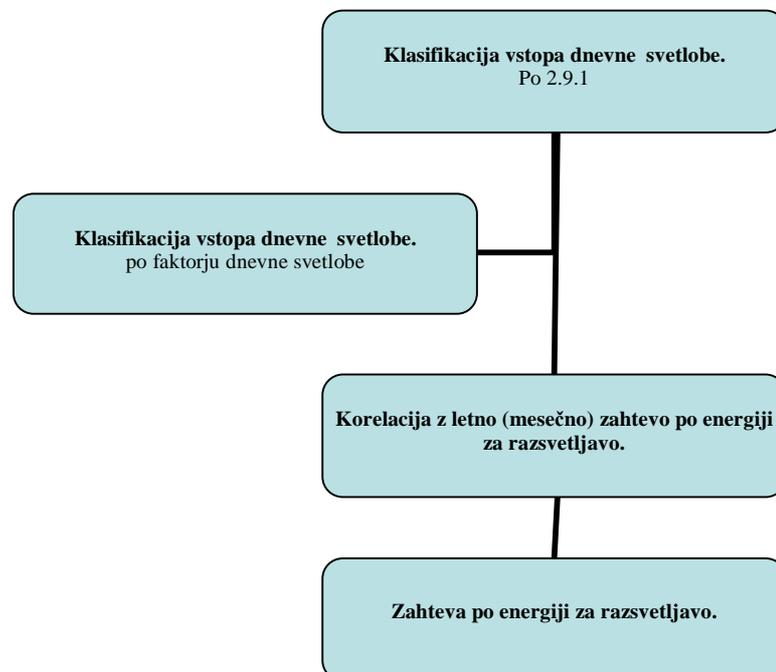 Klasifikacija vstopa dnevne  svetlobe.
Po 2.9.1
Klasifikacija vstopa dnevne  svetlobe.
po faktorju dnevne svetlobe
Korelacija z letno (mesečno) zahtevo po energiji
za razsvetljavo.
Zahteva po energiji za razsvetljavo.